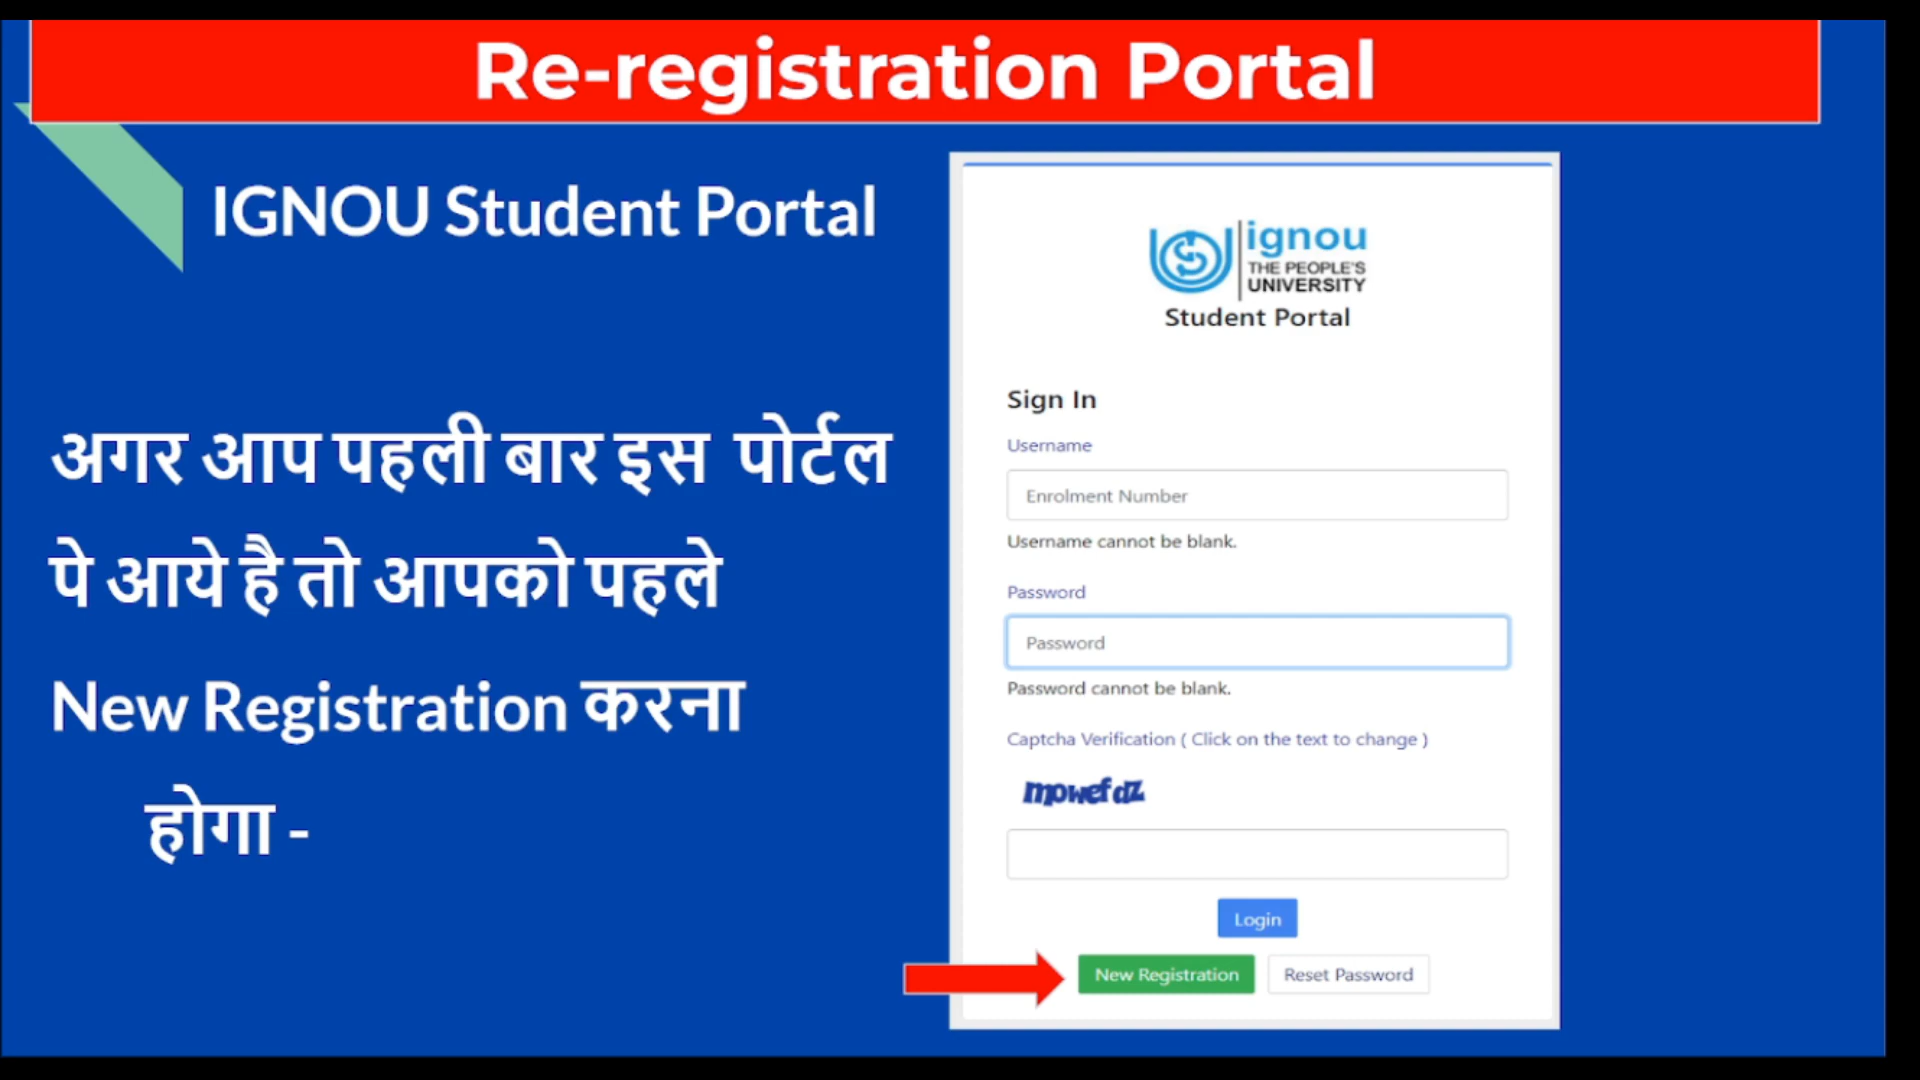 Re-registration Portal
IGNOU Student Portal
अगर आप पहली बार इस पोर्टल
पे आये है तो आपको पहले
New Registration करना
होगा -
ignou
THE PEOPLE'S
UNIVERSITY
Student Portal
Sign In
Username
Enrolment Number
Username cannot be blank.
Password
Password
Password cannot be blank.
Captcha Verification ( Click on the text to change )
mpwefdz
Login
New Registration
Reset Password